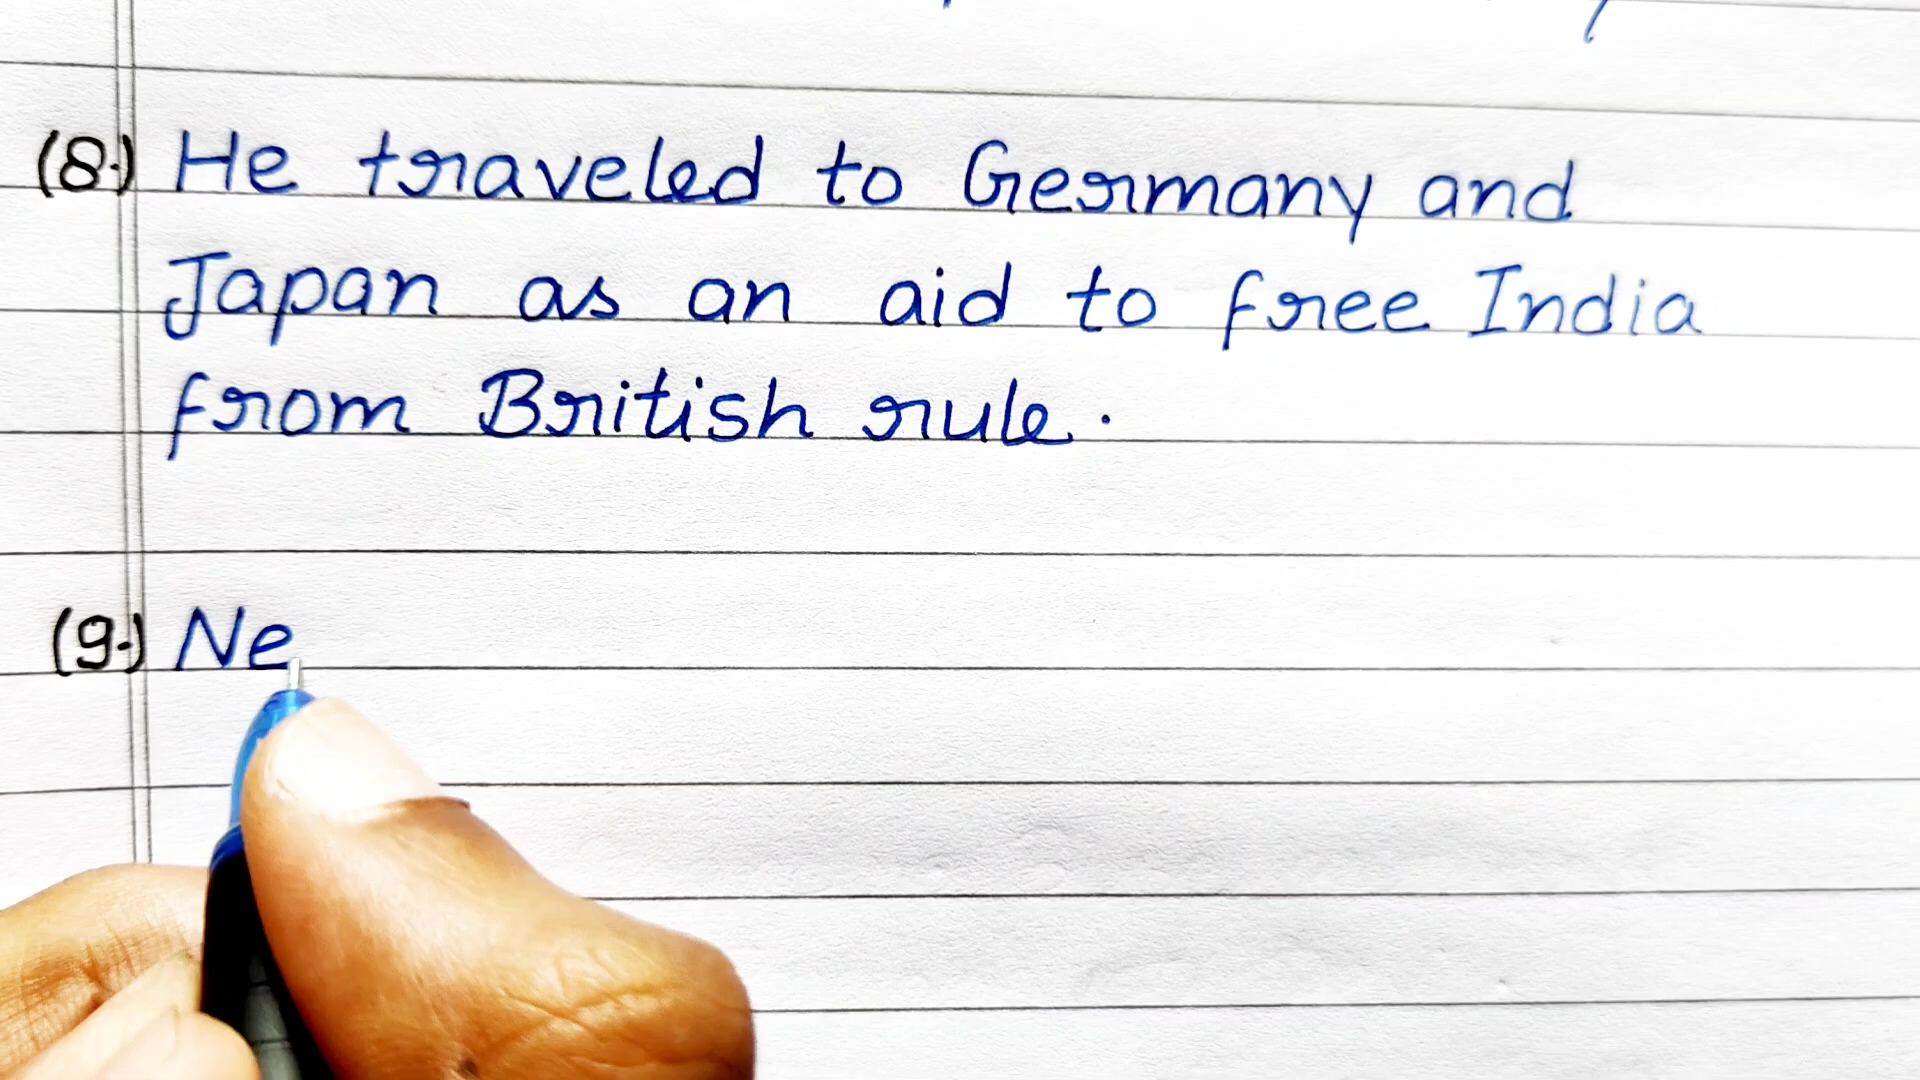 (8.) He traveled to Germany and
Japan as an aid to free India
from British rule.
(9.) Ne